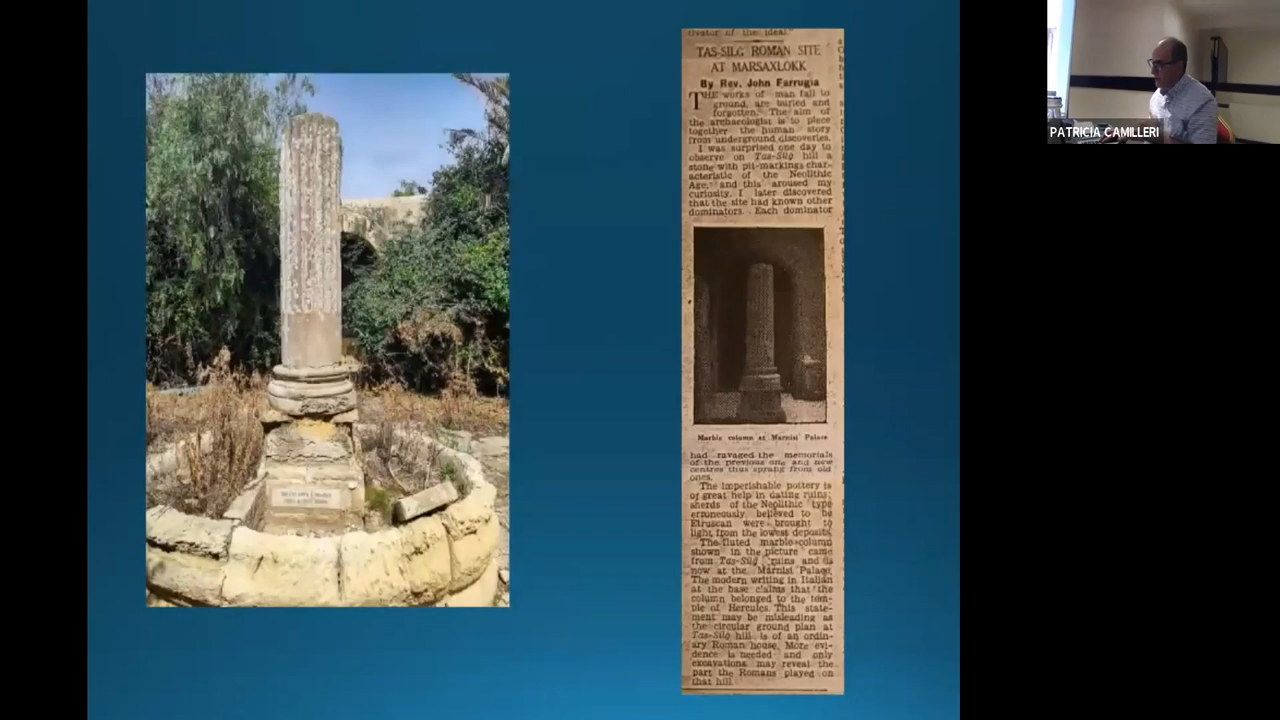 tivator of the ideal."
TAS-SILG ROMAN SITE
AT MARSAXLOKK
By Rev. John Farrugia
THE works of man fall to
ground, are buried and
forgotten." The aim of
the archaeologist is to piece
together the human story
from underground discoveries.
I was surprised one day to
observe on Tas-Silġ hill a
stone with pit-markings char-
acteristic of the Neolithic
Age, and this aroused my
curiosity. I later discovered
that the site had known other
dominators. Each dominator
Marble column at Marnisi Palace
had ravaged the memorials
of the previous one and new
centres thus sprang from old
ones.
The imperishable pottery is
of great help in dating ruins;
sherds of the Neolithic type
erroneously believed to be
Etruscan were brought to
light from the lowest deposits.
The fluted marble column
shown in the picture came
from Tas-Silġ ruins and is
now at the Marnisi Palace.
The modern writing in Italian
at the base claims that the
column belonged to the tem-
ple of Hercules. This state-
ment may be misleading as
the circular ground plan at
Tas-Silġ hill is of an ordin-
ary Roman house. More evi-
dence is needed and only
excavations may reveal the
part the Romans played on
that hill.
PATRICIA CAMILLERI